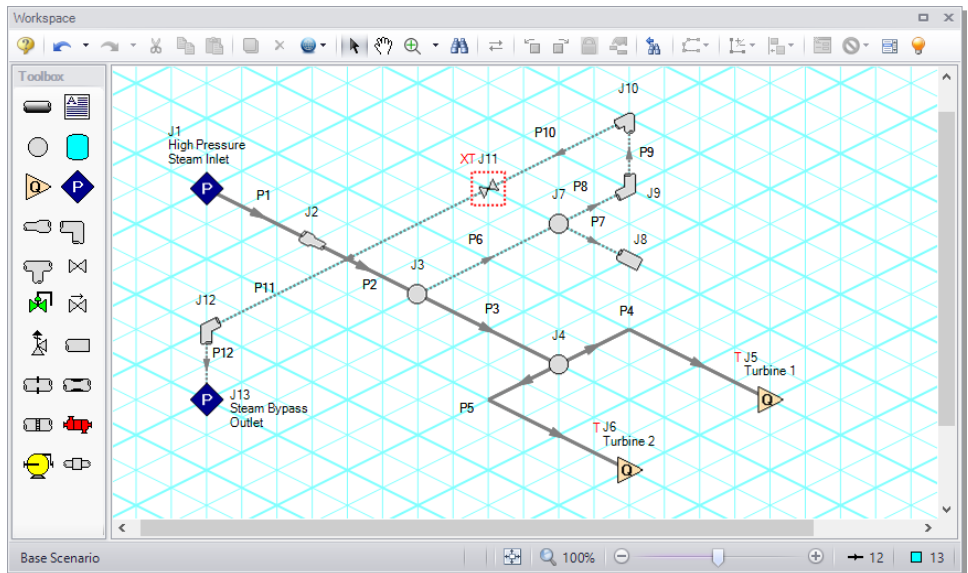 Workspace
Toolbox
A
Q
P
J1
High Pressure
Steam Inlet
P
P1
J2
P2
J3
P6
P3
J4
P4
P5
T J5
Turbine 1
Q
T J6
Turbine 2
Q
J7
P7
J8
P8
J9
P9
J10
P10
XT J11
P11
J12
P12
P
J13
Steam Bypass
Outlet
Base Scenario
100%
12
13